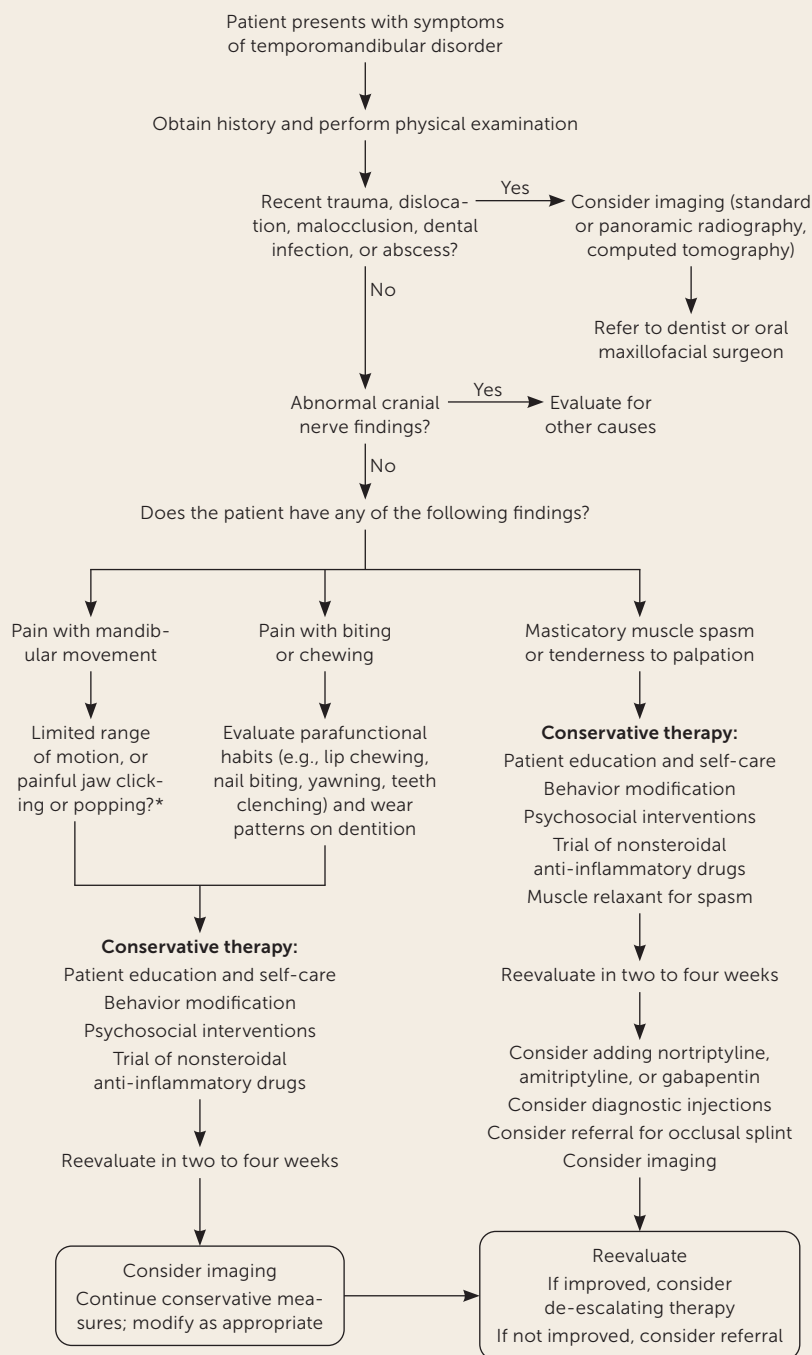 Patient presents with symptoms
of temporomandibular disorder
Obtain history and perform physical examination
Recent trauma, disloca-
tion, malocclusion, dental
infection, or abscess?
Yes
Consider imaging (standard
or panoramic radiography,
computed tomography)
No
Refer to dentist or oral
maxillofacial surgeon
Abnormal cranial
nerve findings?
Yes
Evaluate for
other causes
No
Does the patient have any of the following findings?
Pain with mandib-
ular movement
Limited range
of motion, or
painful jaw click-
ing or popping?*
Pain with biting
or chewing
Evaluate parafunctional
habits (e.g., lip chewing,
nail biting, yawning, teeth
clenching) and wear
patterns on dentition
Conservative therapy:
Patient education and self-care
Behavior modification
Psychosocial interventions
Trial of nonsteroidal
anti-inflammatory drugs
Reevaluate in two to four weeks
Consider imaging
Continue conservative mea-
sures; modify as appropriate
Masticatory muscle spasm
or tenderness to palpation
Conservative therapy:
Patient education and self-care
Behavior modification
Psychosocial interventions
Trial of nonsteroidal
anti-inflammatory drugs
Muscle relaxant for spasm
Reevaluate in two to four weeks
Consider adding nortriptyline,
amitriptyline, or gabapentin
Consider diagnostic injections
Consider referral for occlusal splint
Consider imaging
Reevaluate
If improved, consider
de-escalating therapy
If not improved, consider referral